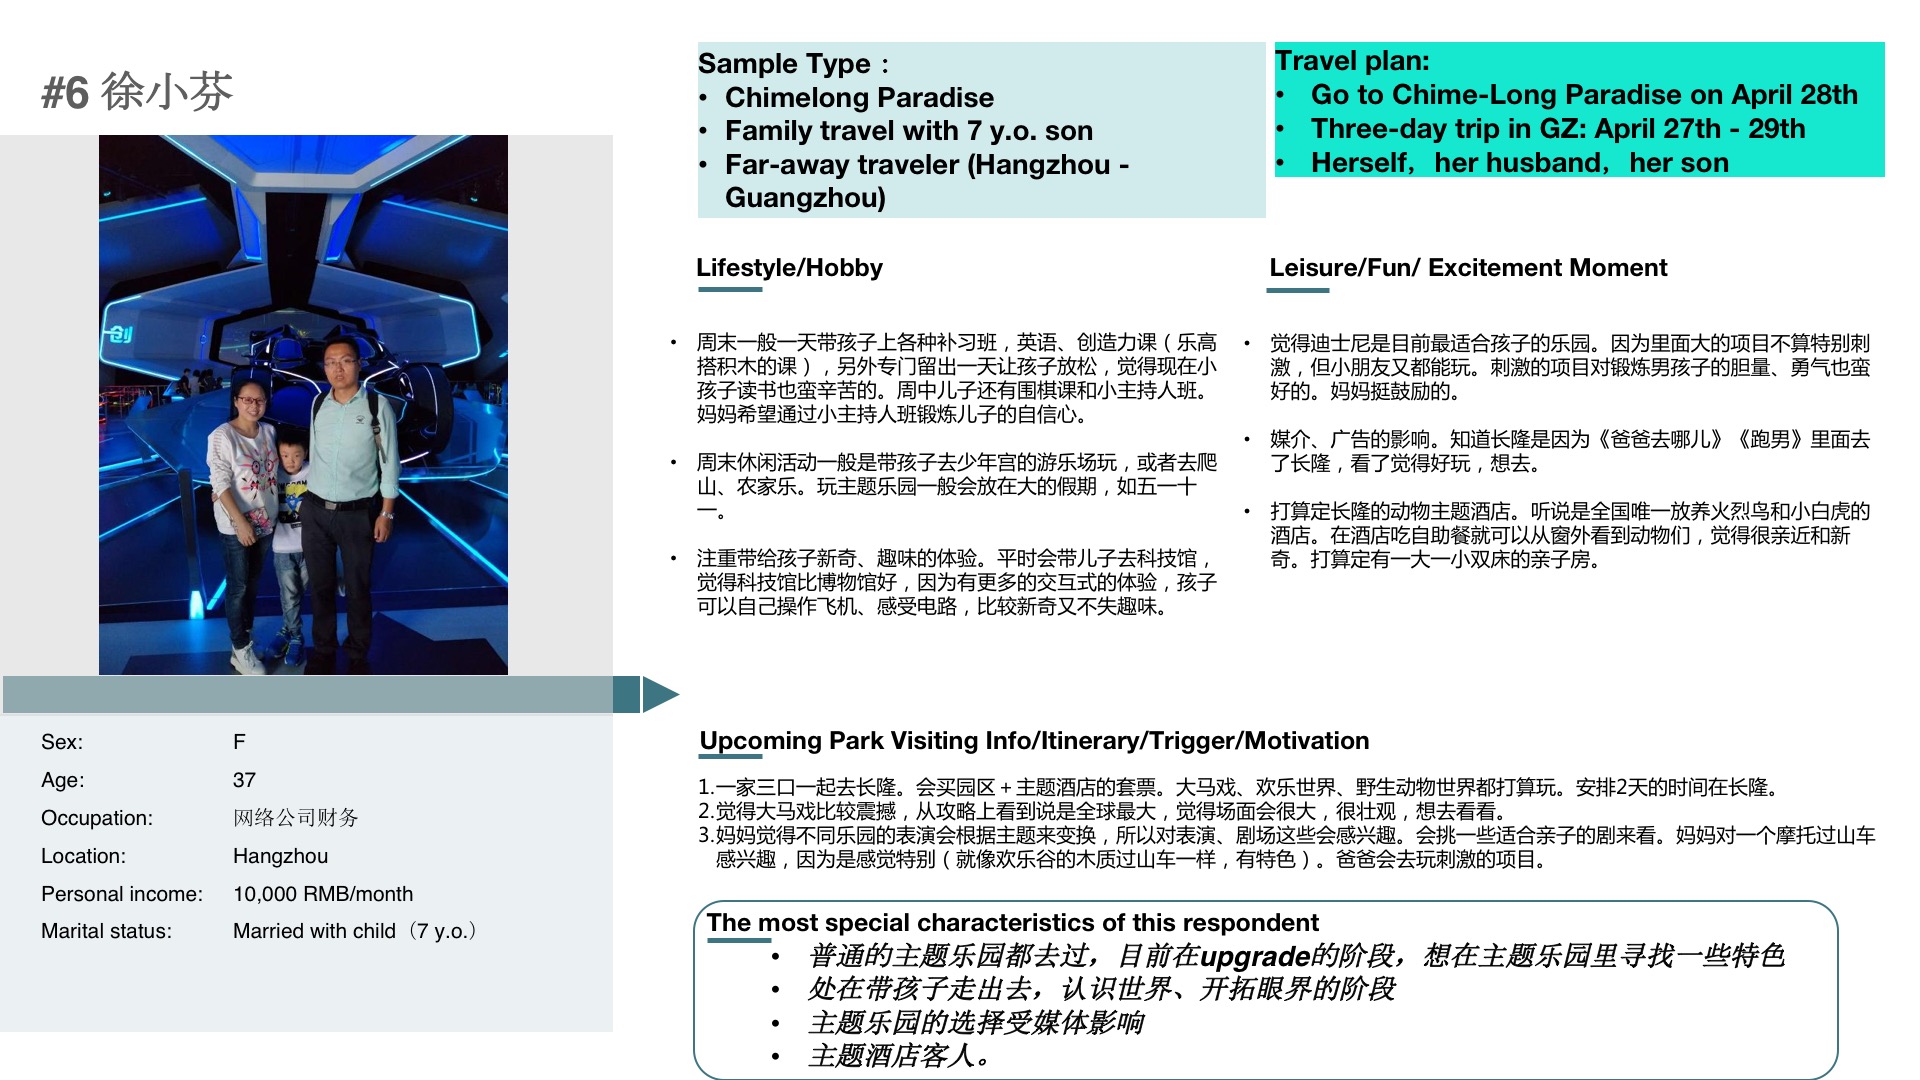 #6 徐小芬
Sample Type：
• Chimelong Paradise
• Family travel with 7 y.o. son
• Far-away traveler (Hangzhou -
Guangzhou)
Travel plan:
• Go to Chime-Long Paradise on April 28th
• Three-day trip in GZ: April 27th - 29th
• Herself，her husband，her son
创
Lifestyle/Hobby
• 周末一般一天带孩子上各种补习班，英语、创造力课（乐高
搭积木的课），另外专门留出一天让孩子放松，觉得现在小
孩子读书也蛮辛苦的。周中儿子还有围棋课和小主持人班。
妈妈希望通过小主持人班锻炼儿子的自信心。
• 周末休闲活动一般是带孩子去少年宫的游乐场玩，或者去爬
山、农家乐。玩主题乐园一般会放在大的假期，如五一十
一。
• 注重带给孩子新奇、趣味的体验。平时会带儿子去科技馆，
觉得科技馆比博物馆好，因为有更多的交互式的体验，孩子
可以自己操作飞机、感受电路，比较新奇又不失趣味。
Leisure/Fun/ Excitement Moment
• 觉得迪士尼是目前最适合孩子的乐园。因为里面大的项目不算特别刺
激，但小朋友又都能玩。刺激的项目对锻炼男孩子的胆量、勇气也蛮
好的。妈妈挺鼓励的。
• 媒介、广告的影响。知道长隆是因为《爸爸去哪儿》《跑男》里面去
了长隆，看了觉得好玩，想去。
• 打算定长隆的动物主题酒店。听说是全国唯一放养火烈鸟和小白虎的
酒店。在酒店吃自助餐就可以从窗外看到动物们，觉得很亲近和新
奇。打算定有一大一小双床的亲子房。
Sex: F
Age: 37
Occupation: 网络公司财务
Location: Hangzhou
Personal income: 10,000 RMB/month
Marital status: Married with child（7 y.o.）
Upcoming Park Visiting Info/Itinerary/Trigger/Motivation
1.一家三口一起去长隆。会买园区＋主题酒店的套票。大马戏、欢乐世界、野生动物世界都打算玩。安排2天的时间在长隆。
2.觉得大马戏比较震撼，从攻略上看到说是全球最大，觉得场面会很大，很壮观，想去看看。
3.妈妈觉得不同乐园的表演会根据主题来变换，所以对表演、剧场这些会感兴趣。会挑一些适合亲子的剧来看。妈妈对一个摩托过山车
感兴趣，因为是感觉特别（就像欢乐谷的木质过山车一样，有特色）。爸爸会去玩刺激的项目。
The most special characteristics of this respondent
• 普通的主题乐园都去过，目前在upgrade的阶段，想在主题乐园里寻找一些特色
• 处在带孩子走出去，认识世界、开拓眼界的阶段
• 主题乐园的选择受媒体影响
• 主题酒店客人。